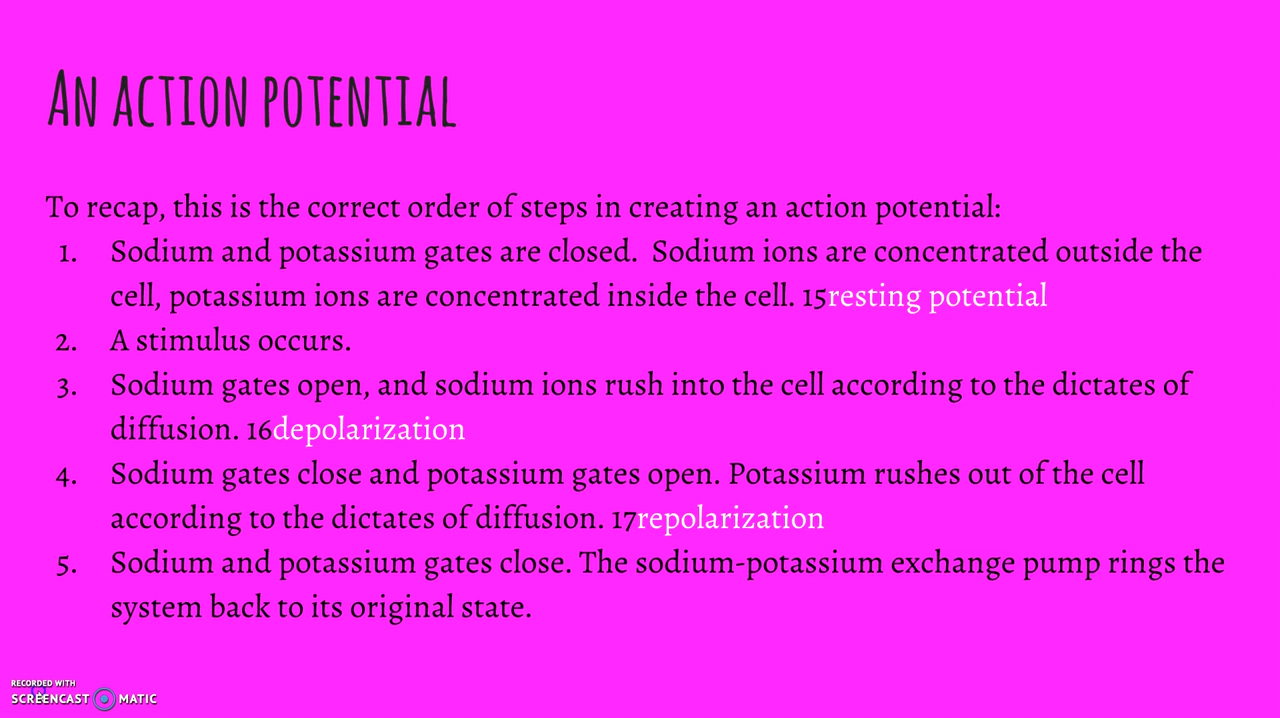 An action potential
To recap, this is the correct order of steps in creating an action potential:
1. Sodium and potassium gates are closed.  Sodium ions are concentrated outside the
cell, potassium ions are concentrated inside the cell. 15resting potential
2. A stimulus occurs.
3. Sodium gates open, and sodium ions rush into the cell according to the dictates of
diffusion. 16depolarization
4. Sodium gates close and potassium gates open. Potassium rushes out of the cell
according to the dictates of diffusion. 17repolarization
5. Sodium and potassium gates close. The sodium-potassium exchange pump rings the
system back to its original state.
RECORDED WITH
SCREENCAST MATIC